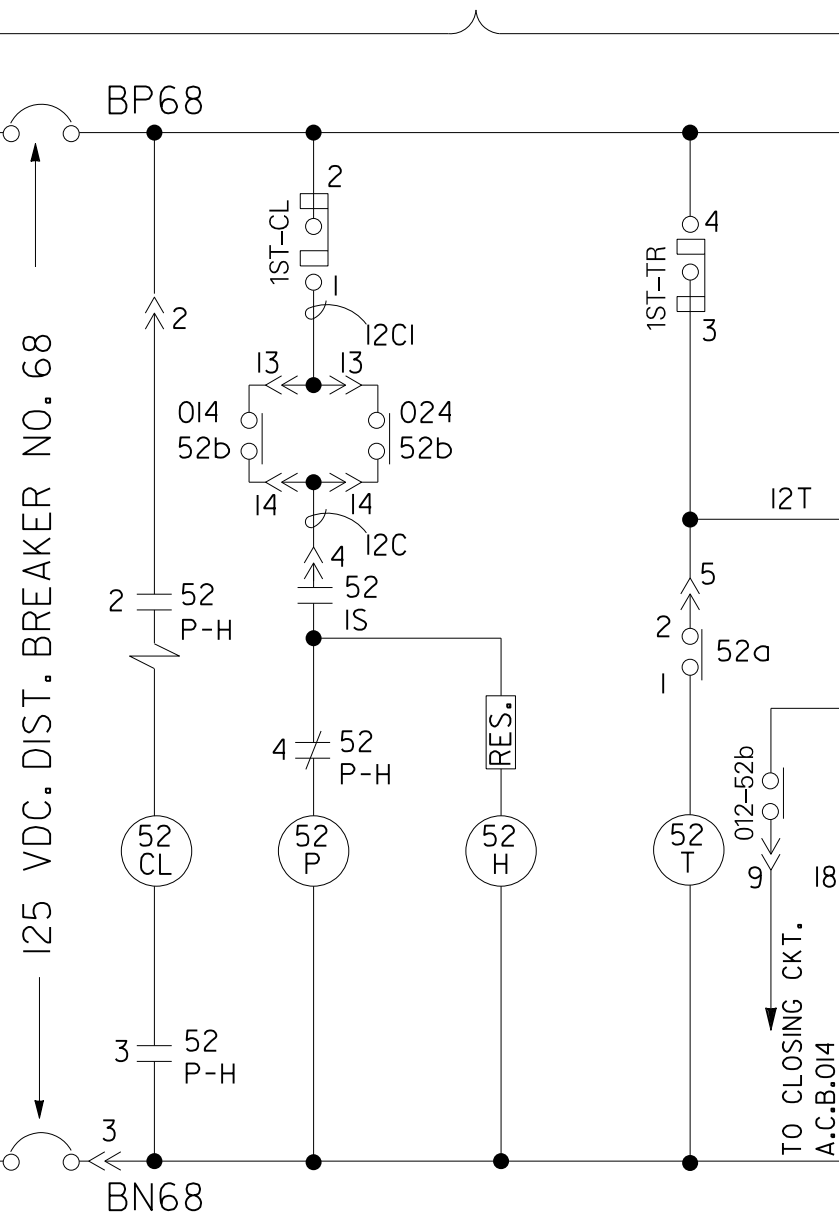 BP68
125 VDC. DIST. BREAKER NO. 68
2
2
52
P-H
52
CL
3
52
P-H
3
BN68
2
1ST-CL
1
12C1
13
13
014
52b
024
52b
14
14
12C
4
52
1S
4
52
P-H
52
P
RES.
52
H
4
1ST-TR
3
12T
5
2
52a
1
52
T
012-52b
9
18
TO CLOSING CKT.
A.C.B.014